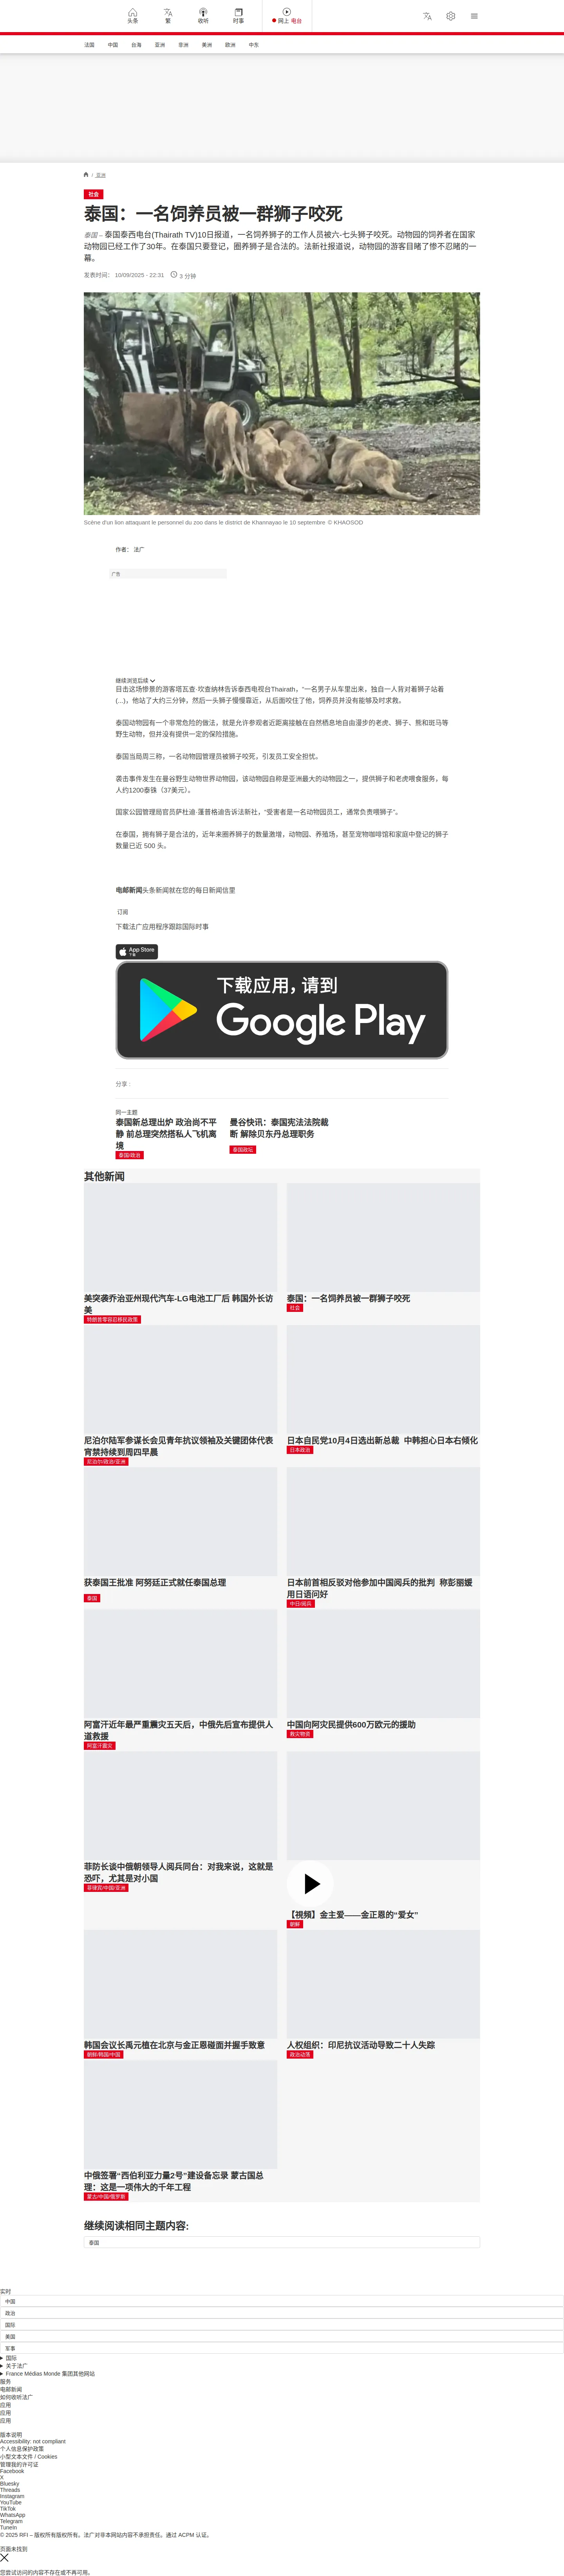 头条
繁
收听
时事
网上 电台
法国
中国
台海
亚洲
非洲
美洲
欧洲
中东
/ 亚洲
社会
泰国：一名饲养员被一群狮子咬死
泰国 – 泰国泰西电台(Thairath TV)10日报道，一名饲养狮子的工作人员被六-七头狮子咬死。动物园的饲养者在国家
动物园已经工作了30年。在泰国只要登记，圈养狮子是合法的。法新社报道说，动物园的游客目睹了惨不忍睹的一
幕。
发表时间： 10/09/2025 - 22:31
3 分钟
Scène d'un lion attaquant le personnel du zoo dans le district de Khannayao le 10 septembre © KHAOSOD
作者： 法广
广告
继续浏览后续
目击这场惨景的游客塔瓦查·坎查纳林告诉泰西电视台Thairath，“一名男子从车里出来，独自一人背对着狮子站着
(...)，他站了大约三分钟，然后一头狮子慢慢靠近，从后面咬住了他，饲养员并没有能够及时求救。
泰国动物园有一个非常危险的做法，就是允许参观者近距离接触在自然栖息地自由漫步的老虎、狮子、熊和斑马等
野生动物，但并没有提供一定的保险措施。
泰国当局周三称，一名动物园管理员被狮子咬死，引发员工安全担忧。
袭击事件发生在曼谷野生动物世界动物园，该动物园自称是亚洲最大的动物园之一，提供狮子和老虎喂食服务，每
人约1200泰铢（37美元）。
国家公园管理局官员萨杜迪·蓬普格迪告诉法新社，“受害者是一名动物园员工，通常负责喂狮子”。
在泰国，拥有狮子是合法的，近年来圈养狮子的数量激增，动物园、养殖场，甚至宠物咖啡馆和家庭中登记的狮子
数量已近 500 头。
电邮新闻头条新闻就在您的每日新闻信里
订阅
下载法广应用程序跟踪国际时事
App Store
下载
下载应用，请到
Google Play
分享 :
同一主题
泰国新总理出炉 政治尚不平
静 前总理突然搭私人飞机离
境
泰国/政治
曼谷快讯：泰国宪法法院裁
断 解除贝东丹总理职务
泰国政坛
其他新闻
美突袭乔治亚州现代汽车-LG电池工厂后 韩国外长访
美
特朗普零容忍移民政策
泰国：一名饲养员被一群狮子咬死
社会
尼泊尔陆军参谋长会见青年抗议领袖及关键团体代表
宵禁持续到周四早晨
尼泊尔/政治/亚洲
日本自民党10月4日选出新总裁 中韩担心日本右倾化
日本政治
获泰国王批准 阿努廷正式就任泰国总理
泰国
日本前首相反驳对他参加中国阅兵的批判 称彭丽媛
用日语问好
中日/阅兵
阿富汗近年最严重震灾五天后，中俄先后宣布提供人
道救援
阿富汗震灾
中国向阿灾民提供600万欧元的援助
救灾物资
菲防长谈中俄朝领导人阅兵同台：对我来说，这就是
恐吓，尤其是对小国
菲律宾/中国/亚洲
【视频】金主爱——金正恩的“爱女”
朝鲜
韩国会议长禹元植在北京与金正恩碰面并握手致意
朝鲜/韩国/中国
人权组织：印尼抗议活动导致二十人失踪
政治动荡
中俄签署“西伯利亚力量2号”建设备忘录 蒙古国总
理：这是一项伟大的千年工程
蒙古/中国/俄罗斯
继续阅读相同主题内容:
泰国
实时
中国
政治
国际
美国
军事
国际
关于法广
France Médias Monde 集团其他网站
服务
电邮新闻
如何收听法广
应用
应用
应用
版本说明
Accessibility: not compliant
个人信息保护政策
小型文本文件 / Cookies
管理我的许可证
Facebook
X
Bluesky
Threads
Instagram
YouTube
TikTok
WhatsApp
Telegram
TuneIn
© 2025 RFI – 版权所有版权所有。法广对非本网站内容不承担责任。通过 ACPM 认证。
页面未找到
您尝试访问的内容不存在或不再可用。